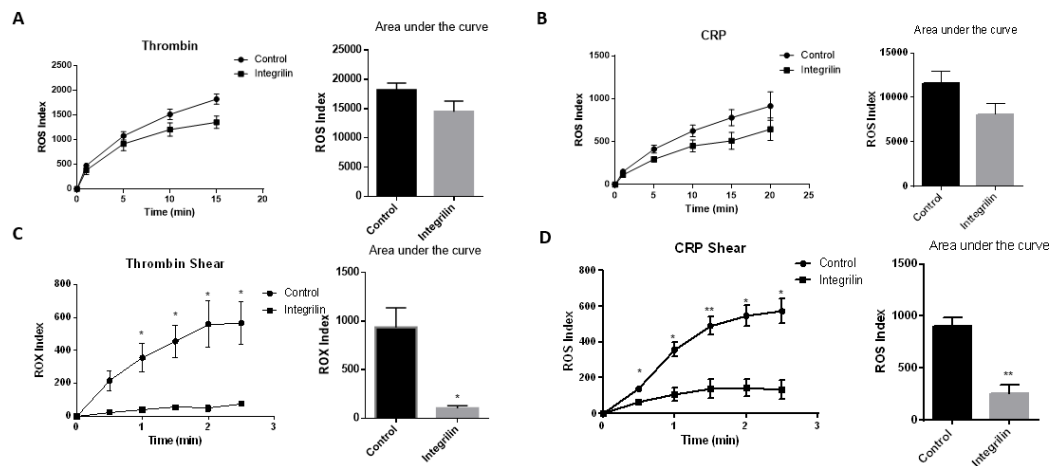 A
Thrombin
Control
Integrilin
ROS Index
2500
2000
1500
1000
500
0
0 5 10 15 20
Time (min)
Area under the curve
ROS Index
25000
20000
15000
10000
5000
0
Control
Integrilin
B
CRP
Control
Integrilin
ROS Index
1500
1000
500
0
0 5 10 15 20 25
Time (min)
Area under the curve
ROS Index
15000
10000
5000
0
Control
Integrilin
C
Thrombin Shear
Control
Integrilin
ROX Index
800
600
400
200
0
* * * *
0 1 2 3
Time (min)
Area under the curve
ROX Index
1500
1000
500
0
*
Control
Integrilin
D
CRP Shear
Control
Integrilin
ROS Index
800
600
400
200
0
* * ** * *
0 1 2 3
Time (min)
Area under the curve
ROS Index
1500
1000
500
0
**
Control
Integrilin